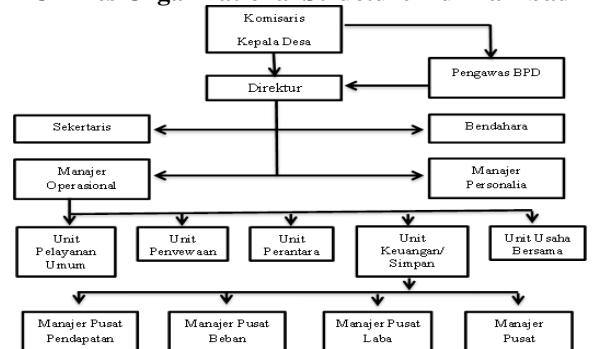 Komisaris
Kepala Desa
Pengawas BPD
Direktur
Sekertaris
Bendahara
Manajer
Operasional
Manajer
Personalia
Unit
Pelayanan
Umum
Unit
Penyewaan
Unit
Perantara
Unit
Keuangan/
Simpan
Unit Usaha
Bersama
Manajer Pusat
Pendapatan
Manajer Pusat
Beban
Manajer Pusat
Laba
Manajer
Pusat